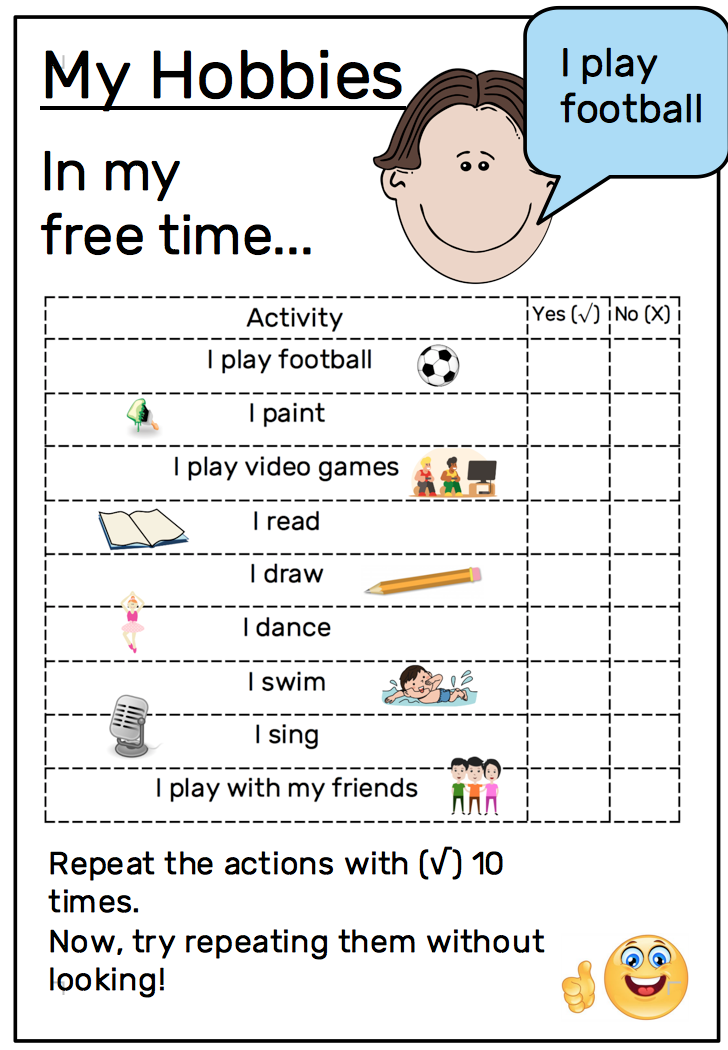 My Hobbies
I play
football
In my
free time...
Activity Yes (√) No (X)
I play football
I paint
I play video games
I read
I draw
I dance
I swim
I sing
I play with my friends
Repeat the actions with (√) 10
times.
Now, try repeating them without
looking!